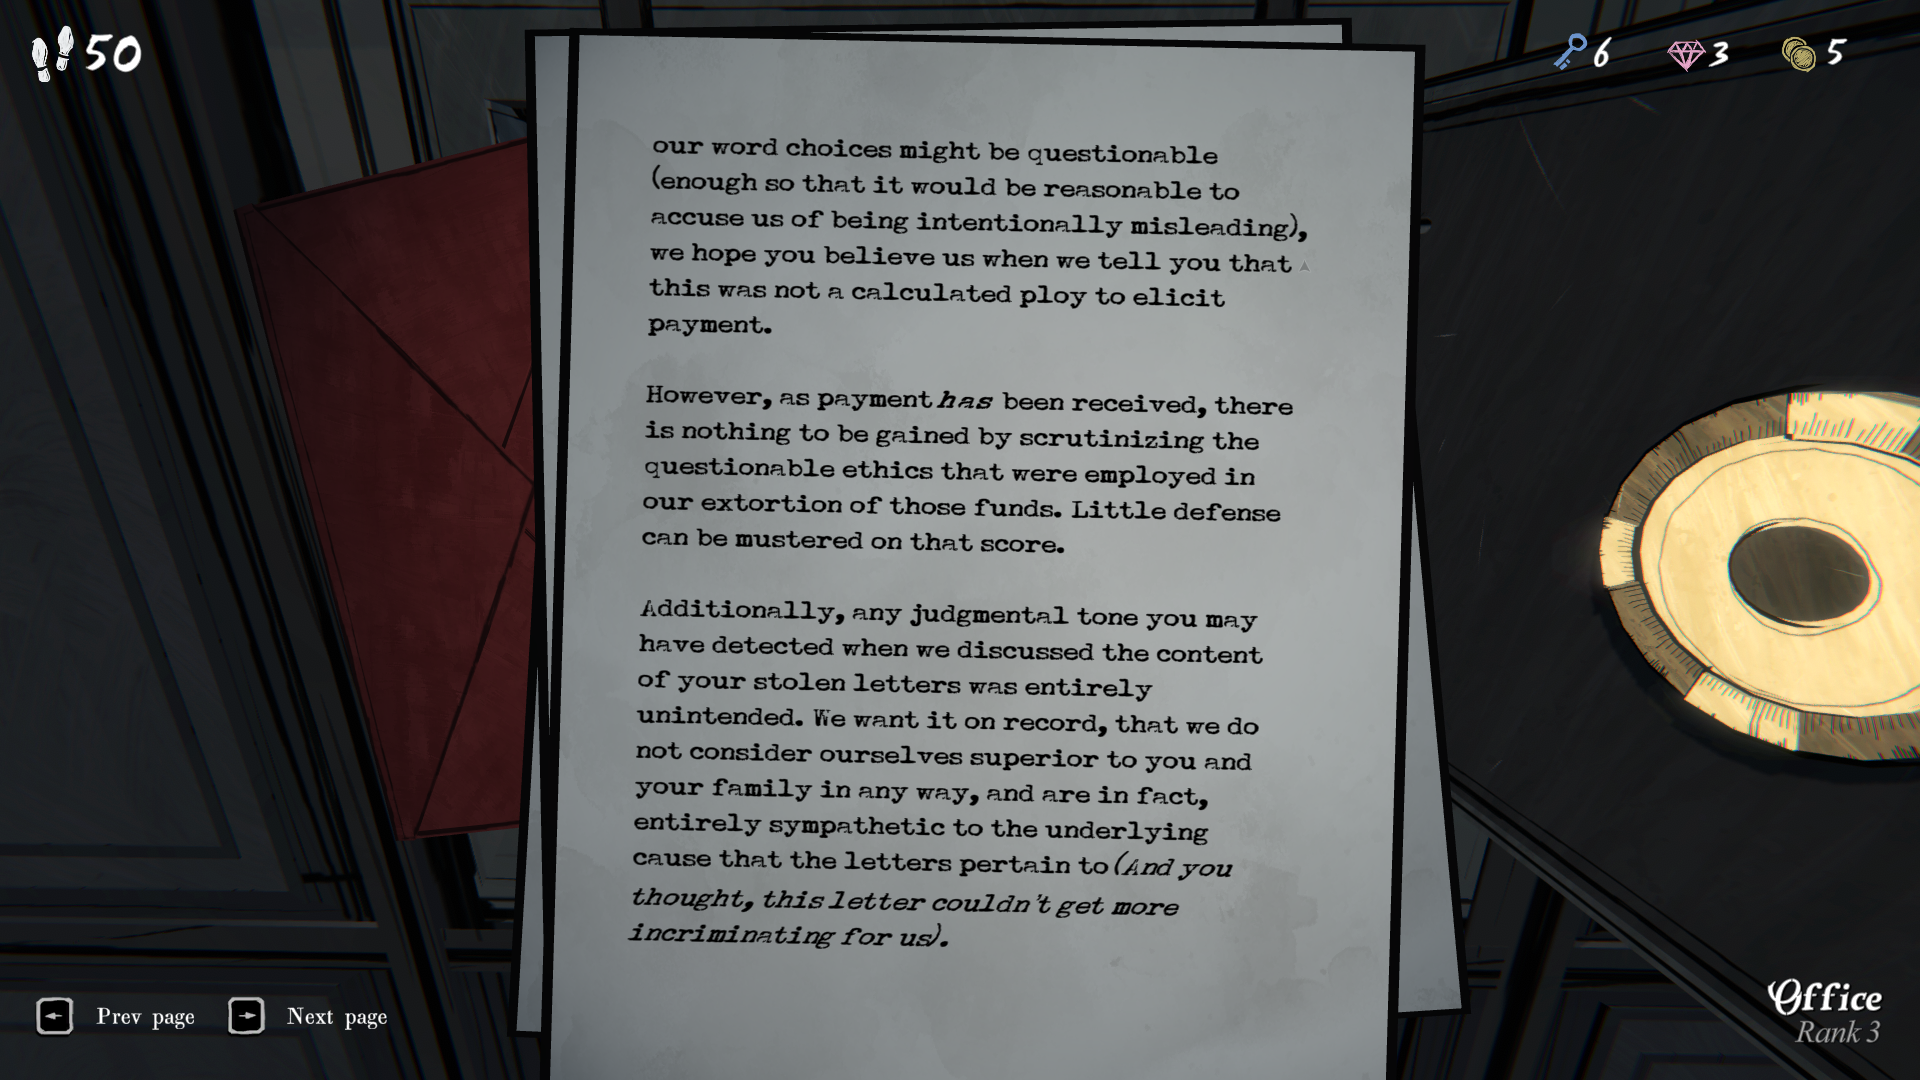 50
6
3
5
our word choices might be questionable
(enough so that it would be reasonable to
accuse us of being intentionally misleading),
we hope you believe us when we tell you that
this was not a calculated ploy to elicit
payment.
However, as payment has been received, there
is nothing to be gained by scrutinizing the
questionable ethics that were employed in
our extortion of those funds. Little defense
can be mustered on that score.
Additionally, any judgmental tone you may
have detected when we discussed the content
of your stolen letters was entirely
unintended. We want it on record, that we do
not consider ourselves superior to you and
your family in any way, and are in fact,
entirely sympathetic to the underlying
cause that the letters pertain to (And you
thought, this letter couldn't get more
incriminating for us).
Prev page
Next page
Office
Rank 3